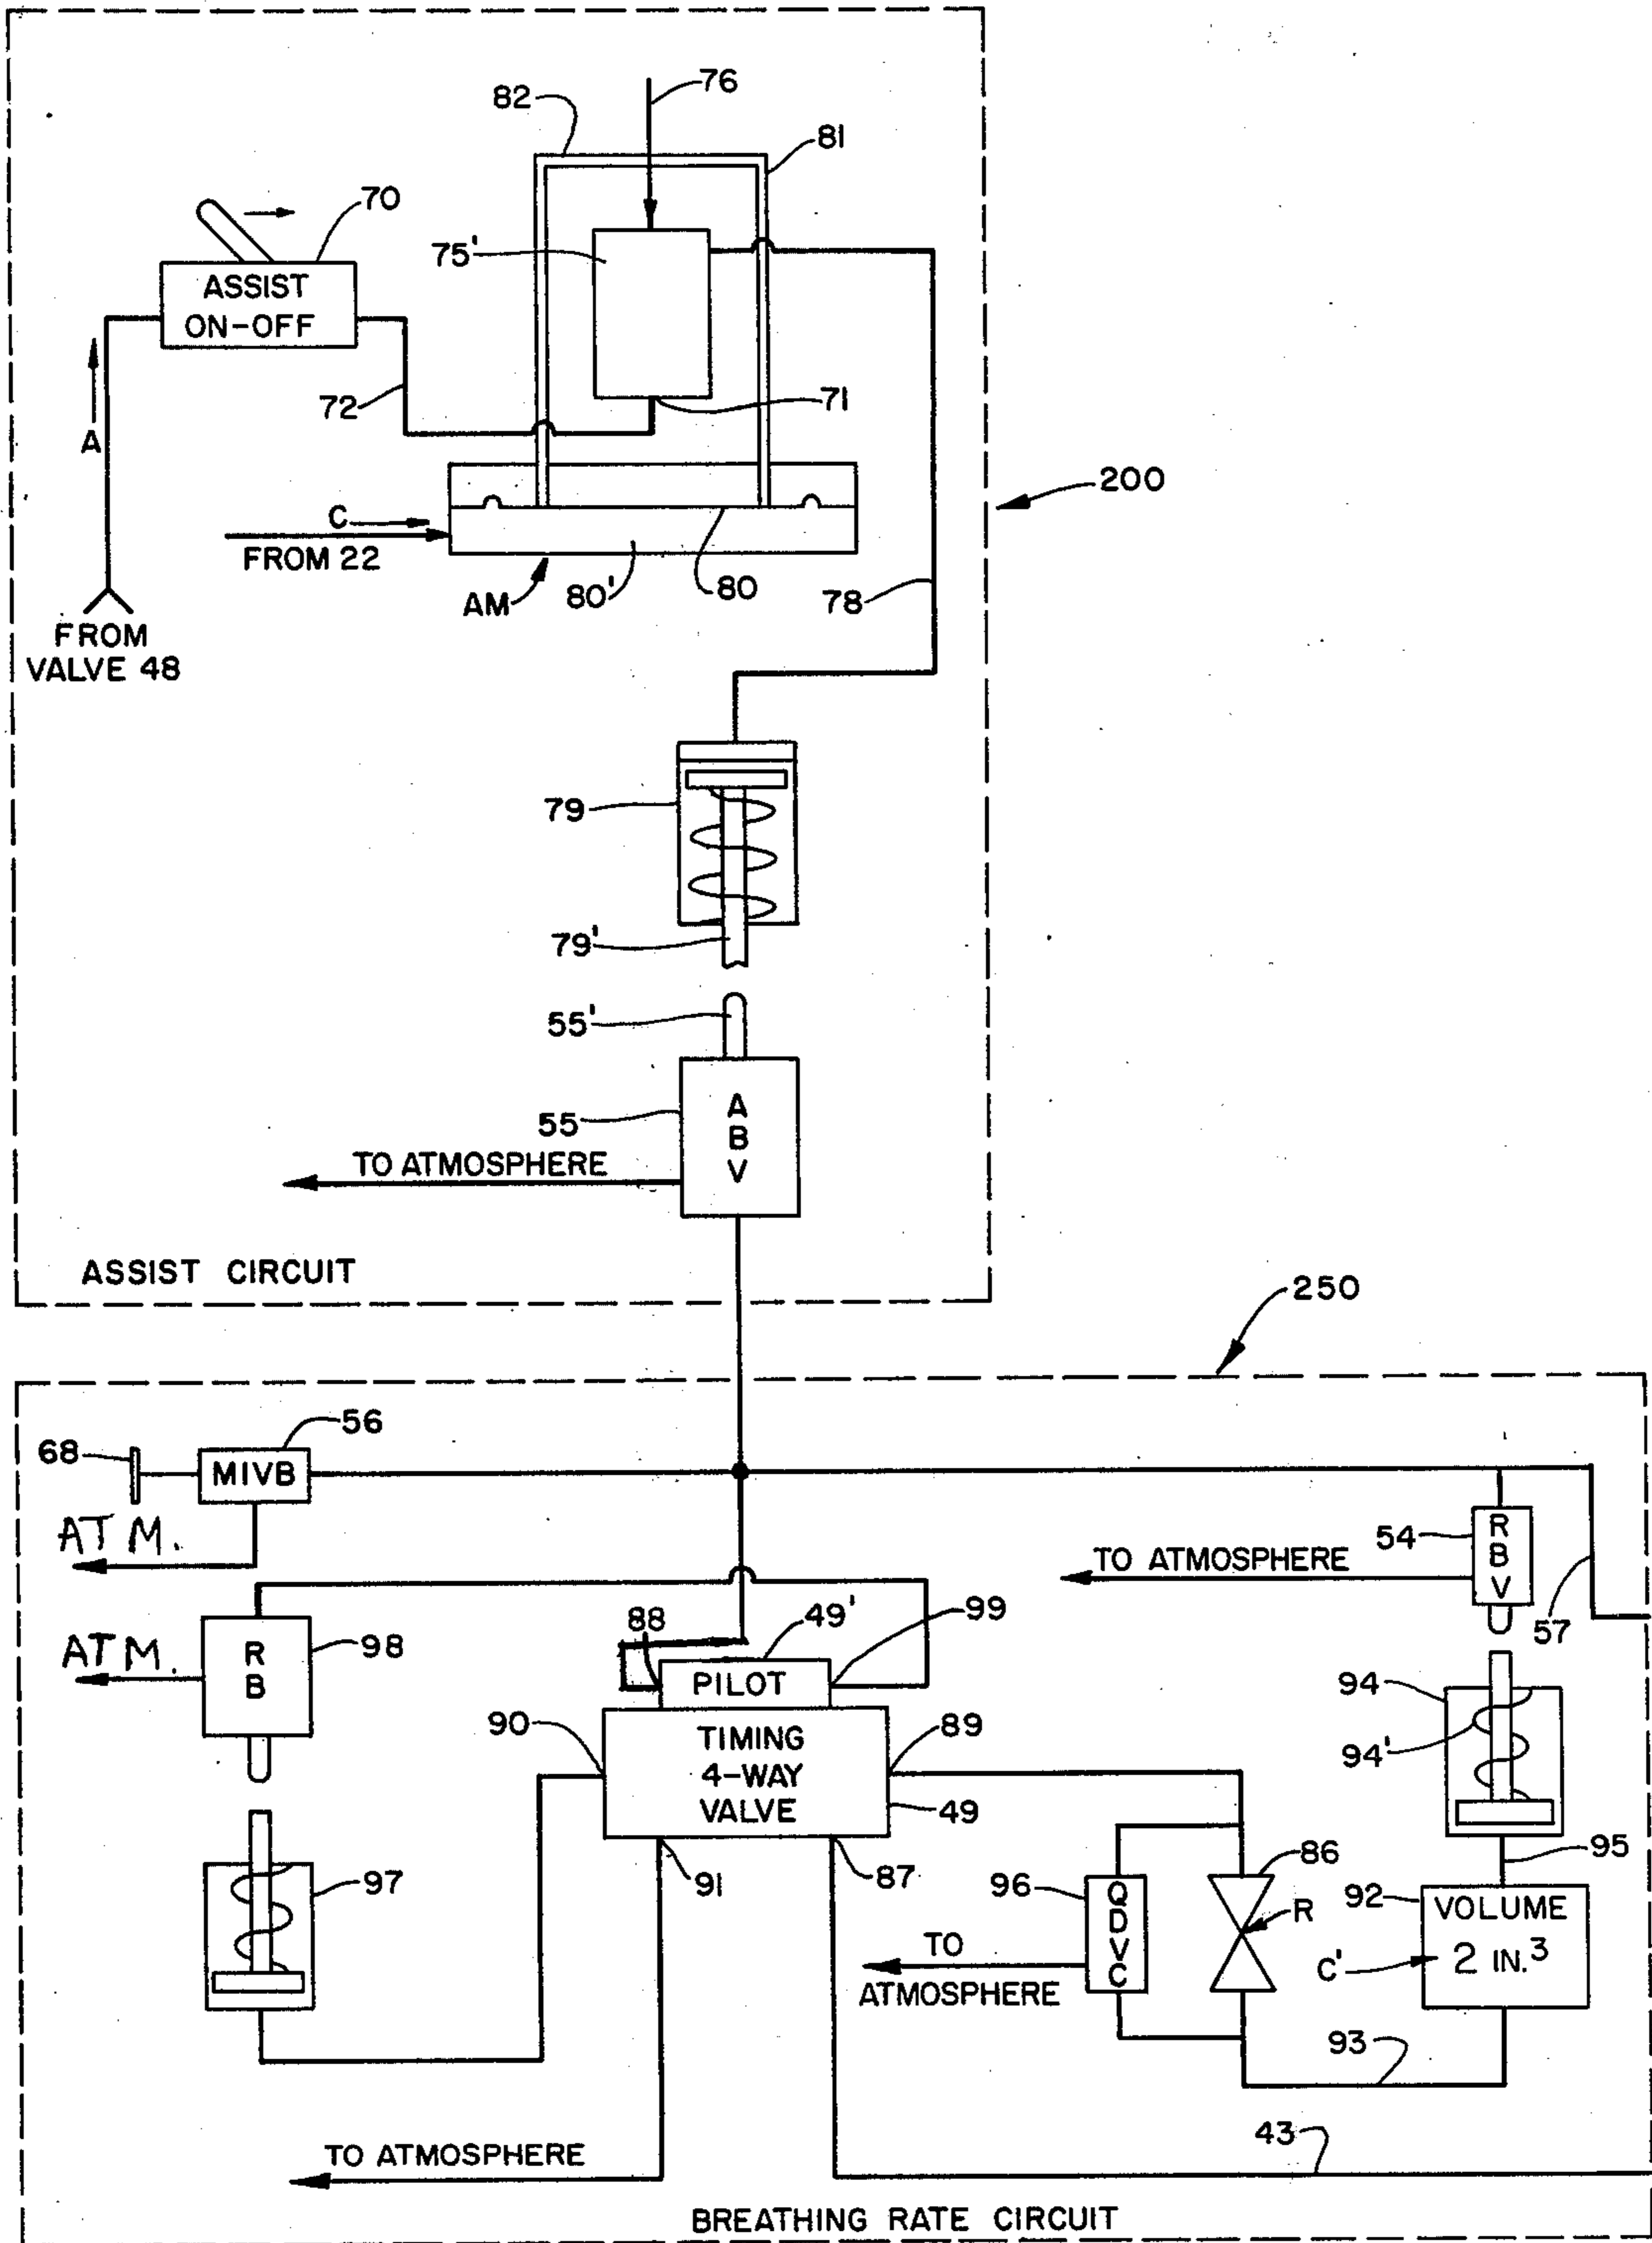 76
82
81
70
75'
ASSIST
ON-OFF
72
71
A
200
C
FROM 22
AM
80'
80
78
FROM
VALVE 48
79
79'
55'
55
A
B
V
TO ATMOSPHERE
ASSIST CIRCUIT
250
56
68
MIVB
ATM.
54
R
B
V
TO ATMOSPHERE
57
88
49'
99
ATM.
R
B
98
PILOT
94
90
TIMING
4-WAY
VALVE
89
94'
49
97
91
87
96
Q
D
V
C
86
R
95
92
VOLUME
2 IN.3
C'
TO
ATMOSPHERE
93
43
TO ATMOSPHERE
BREATHING RATE CIRCUIT